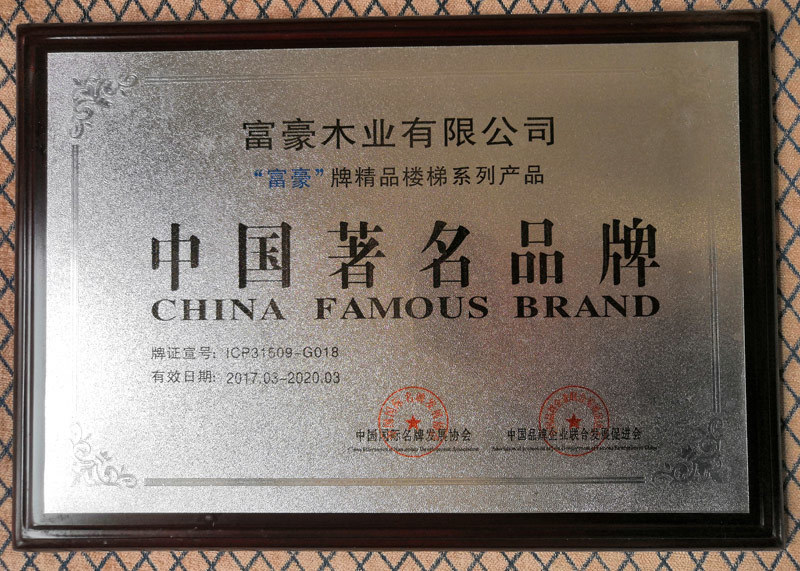 富豪木业有限公司
“富豪”牌精品楼梯系列产品
中国著名品牌
CHINA FAMOUS BRAND
牌证宣号: ICP31509-G018
有效日期: 2017.03-2020.03
中国国际名牌发展协会
中国品牌企业联合发展促进会